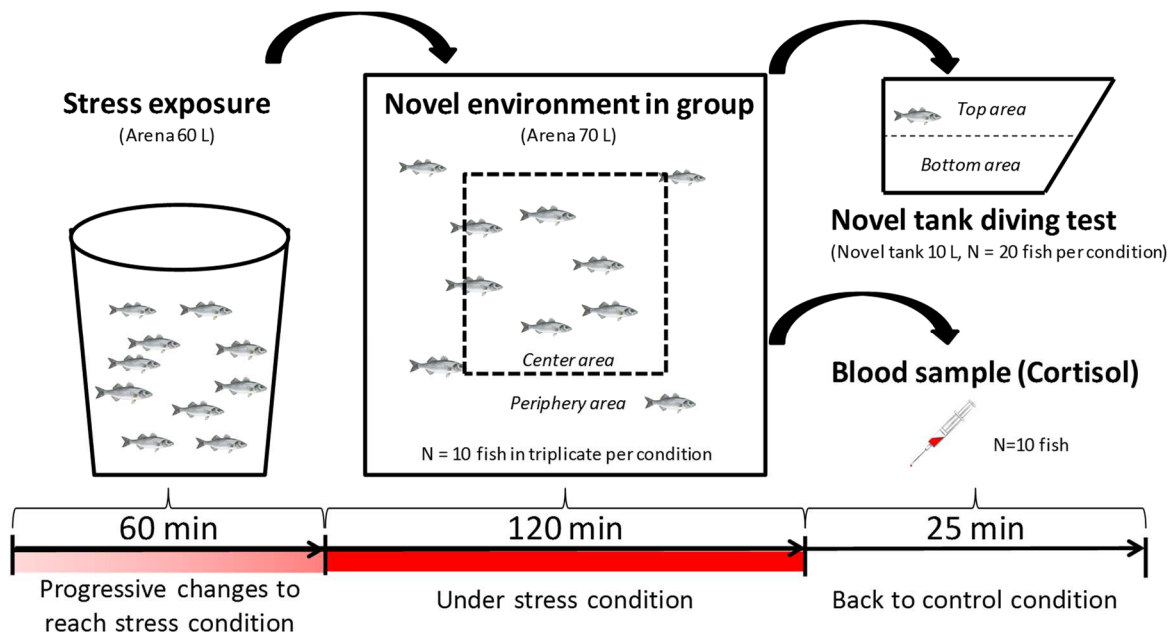 Stress exposure
(Arena 60 L)
Novel environment in group
(Arena 70 L)
Center area
Periphery area
N = 10 fish in triplicate per condition
Top area
Bottom area
Novel tank diving test
(Novel tank 10 L, N = 20 fish per condition)
Blood sample (Cortisol)
N=10 fish
60 min
120 min
25 min
Progressive changes to
reach stress condition
Under stress condition
Back to control condition